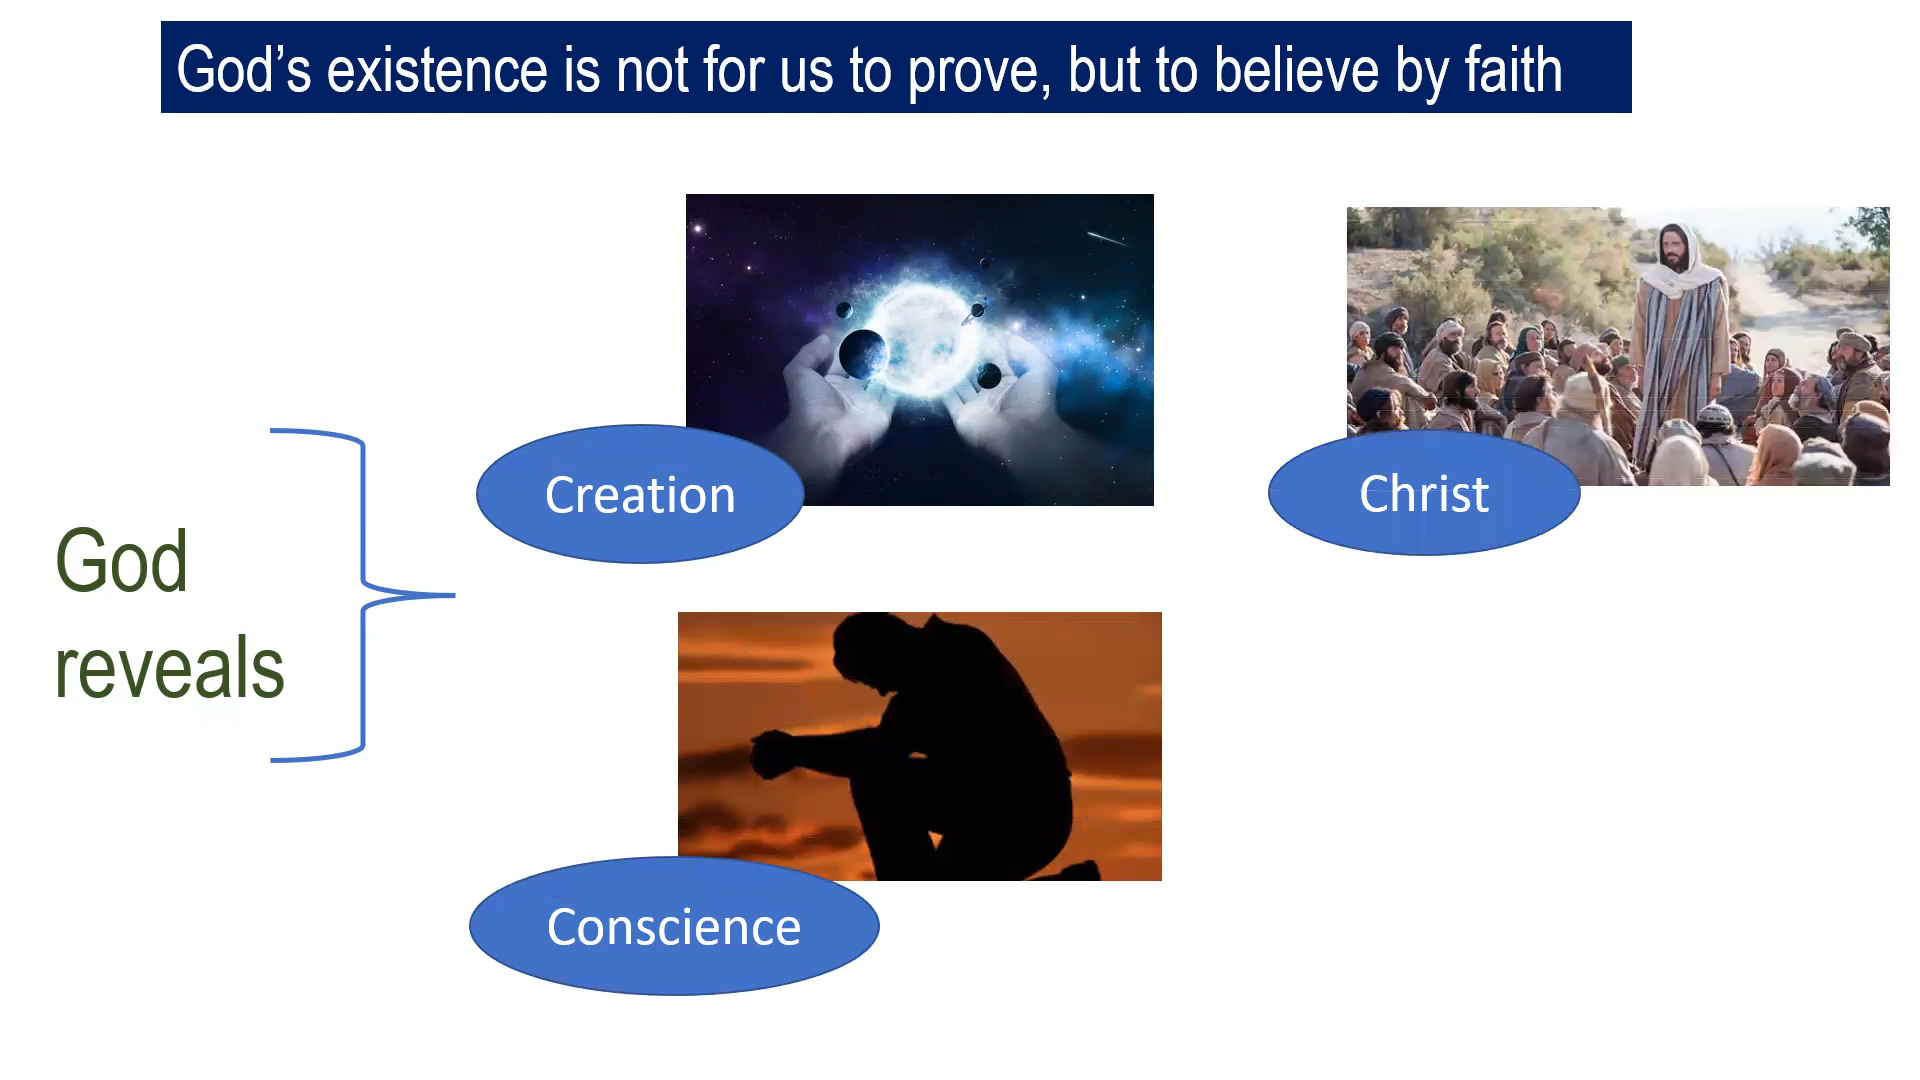 God’s existence is not for us to prove, but to believe by faith
God
reveals
Creation
Christ
Conscience